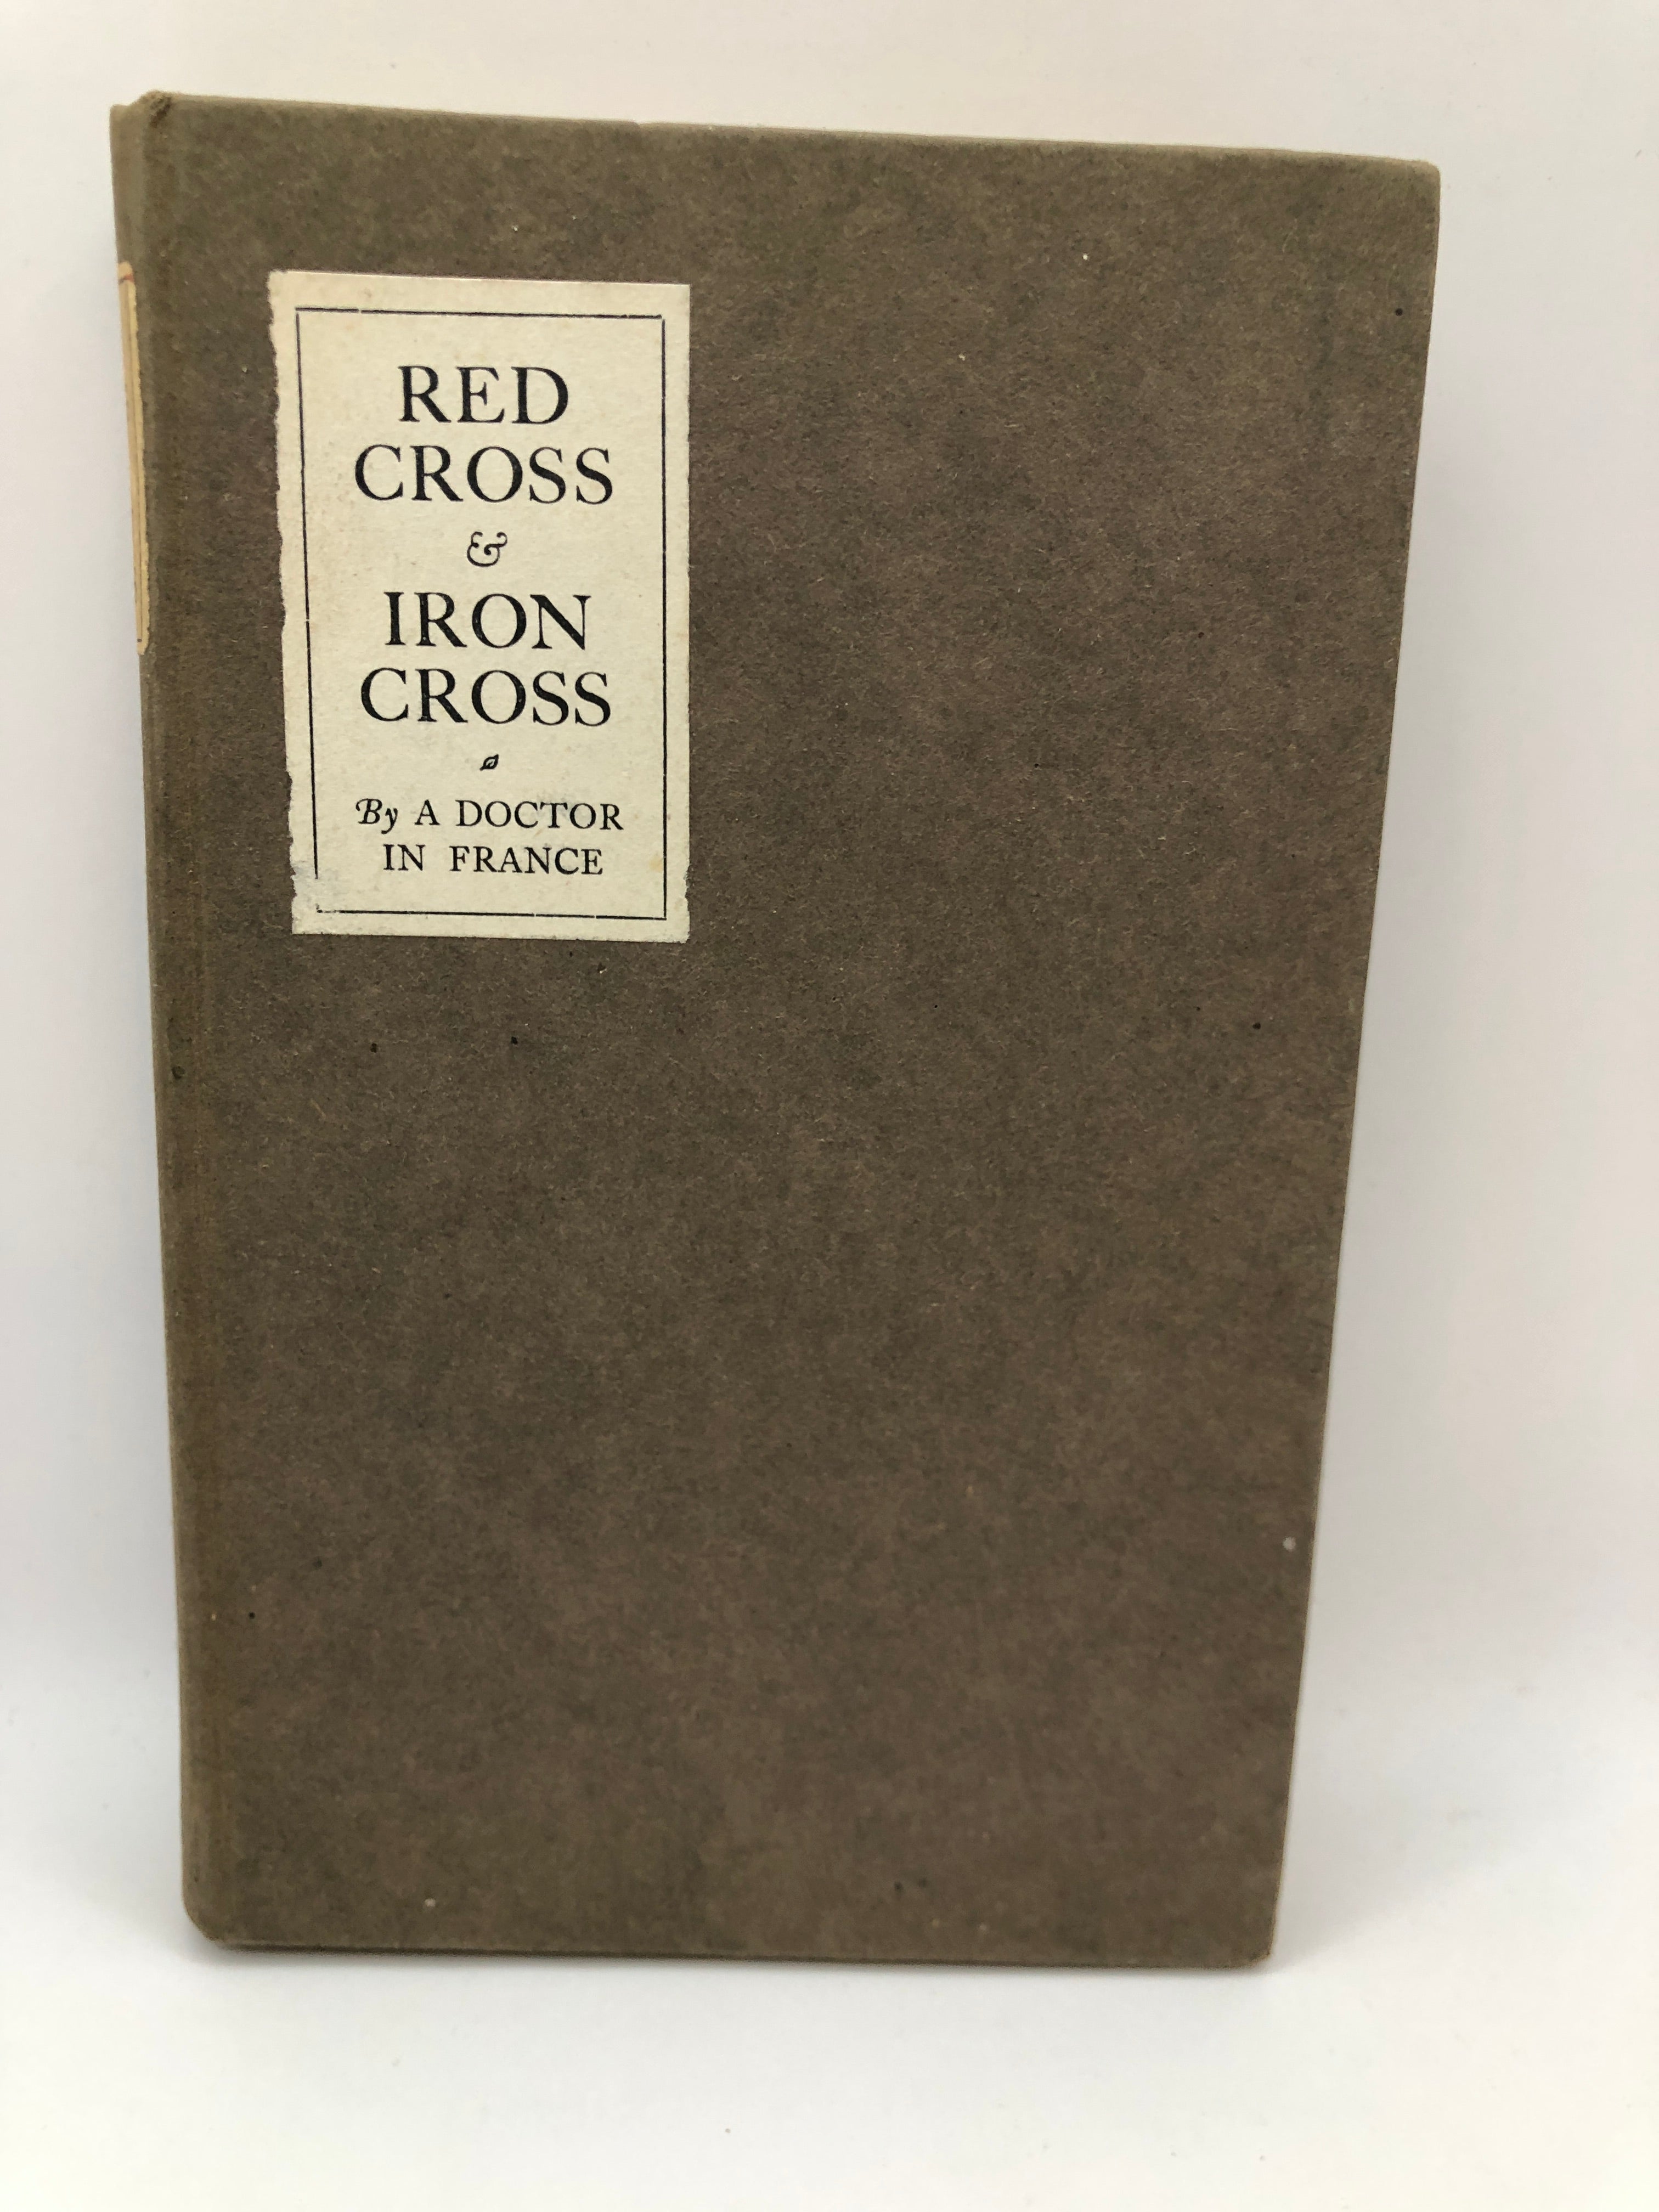 RED
CROSS
&
IRON
CROSS
By A DOCTOR
IN FRANCE